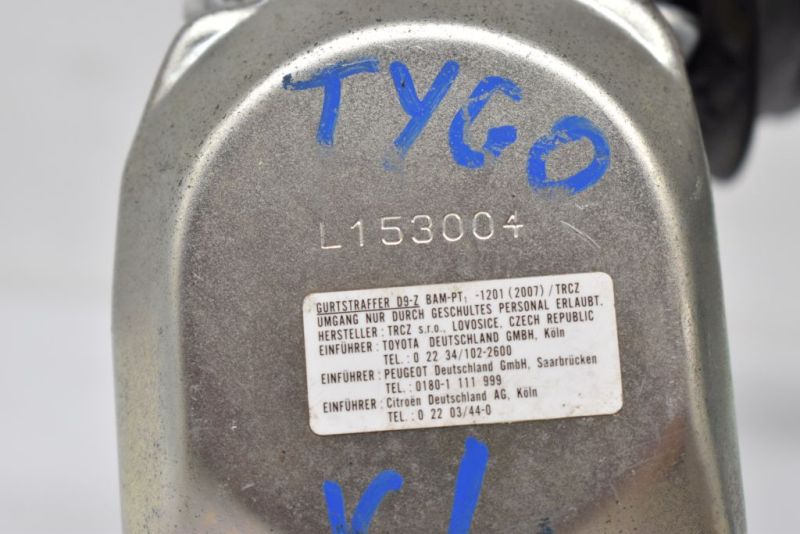 TYGO
L153004
GURTSTRAFFER D9-Z BAM-PT₁ -1201 (2007) / TRCZ
UMGANG NUR DURCH GESCHULTES PERSONAL ERLAUBT.
HERSTELLER : TRCZ s.r.o., LOVOSICE, CZECH REPUBLIC
EINFÜHRER : TOYOTA DEUTSCHLAND GMBH, Köln
TEL.: 0 22 34/102-2600
EINFÜHRER : PEUGEOT Deutschland GmbH, Saarbrücken
TEL.: 0180-1 111 999
EINFÜHRER : Citroën Deutschland AG, Köln
TEL.: 0 22 03/44-0